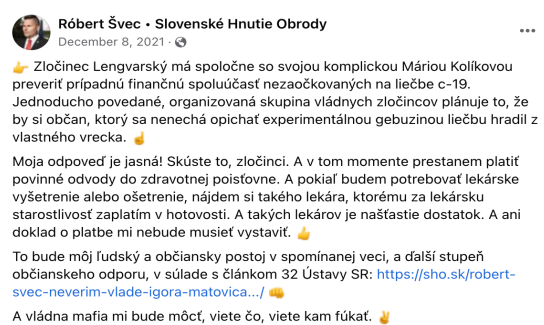 Róbert Švec • Slovenské Hnutie Obrody
December 8, 2021 ·
👉 Zločinec Lengvarský má spoločne so svojou komplickou Máriou Kolíkovou
preveriť prípadnú finančnú spoluúčasť nezaočkovaných na liečbe c-19.
Jednoducho povedané, organizovaná skupina vládnych zločincov plánuje to, že
by si občan, ktorý sa nenechá opichať experimentálnou gebuzinou liečbu hradil z
vlastného vrecka. ☝️
Moja odpoveď je jasná! Skúste to, zločinci. A v tom momente prestanem platiť
povinné odvody do zdravotnej poisťovne. A pokiaľ budem potrebovať lekárske
vyšetrenie alebo ošetrenie, nájdem si takého lekára, ktorému za lekársku
starostlivosť zaplatím v hotovosti. A takých lekárov je našťastie dostatok. A ani
doklad o platbe mi nebude musieť vystaviť. 👍
To bude môj ľudský a občiansky postoj v spomínanej veci, a ďalší stupeň
občianskeho odporu, v súlade s článkom 32 Ústavy SR: https://sho.sk/robert-
svec-neverim-vlade-igora-matovica.../ 👊
A vládna mafia mi bude môcť, viete čo, viete kam fúkať. ✌️